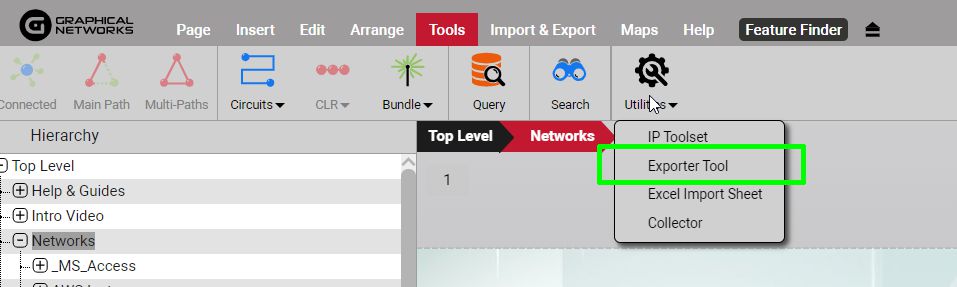 GRAPHICAL
NETWORKS
Page Insert Edit Arrange Tools Import & Export Maps Help Feature Finder
Connected Main Path Multi-Paths Circuits CLR Bundle Query Search Utilities
Hierarchy
Top Level Networks
IP Toolset
Exporter Tool
Excel Import Sheet
Collector
1
Top Level
Help & Guides
Intro Video
Networks
_MS_Access